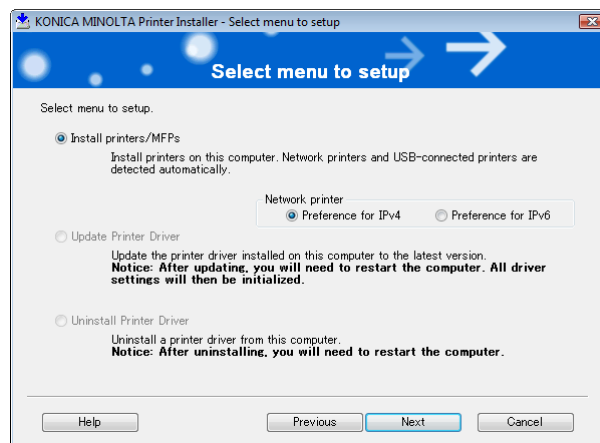 KONICA MINOLTA Printer Installer - Select menu to setup
Select menu to setup
Select menu to setup.
Install printers/MFPs
Install printers on this computer. Network printers and USB-connected printers are
detected automatically.
Network printer
Preference for IPv4
Preference for IPv6
Update Printer Driver
Update the printer driver installed on this computer to the latest version.
Notice: After updating, you will need to restart the computer. All driver
settings will then be initialized.
Uninstall Printer Driver
Uninstall a printer driver from this computer.
Notice: After uninstalling, you will need to restart the computer.
Help
Previous
Next
Cancel